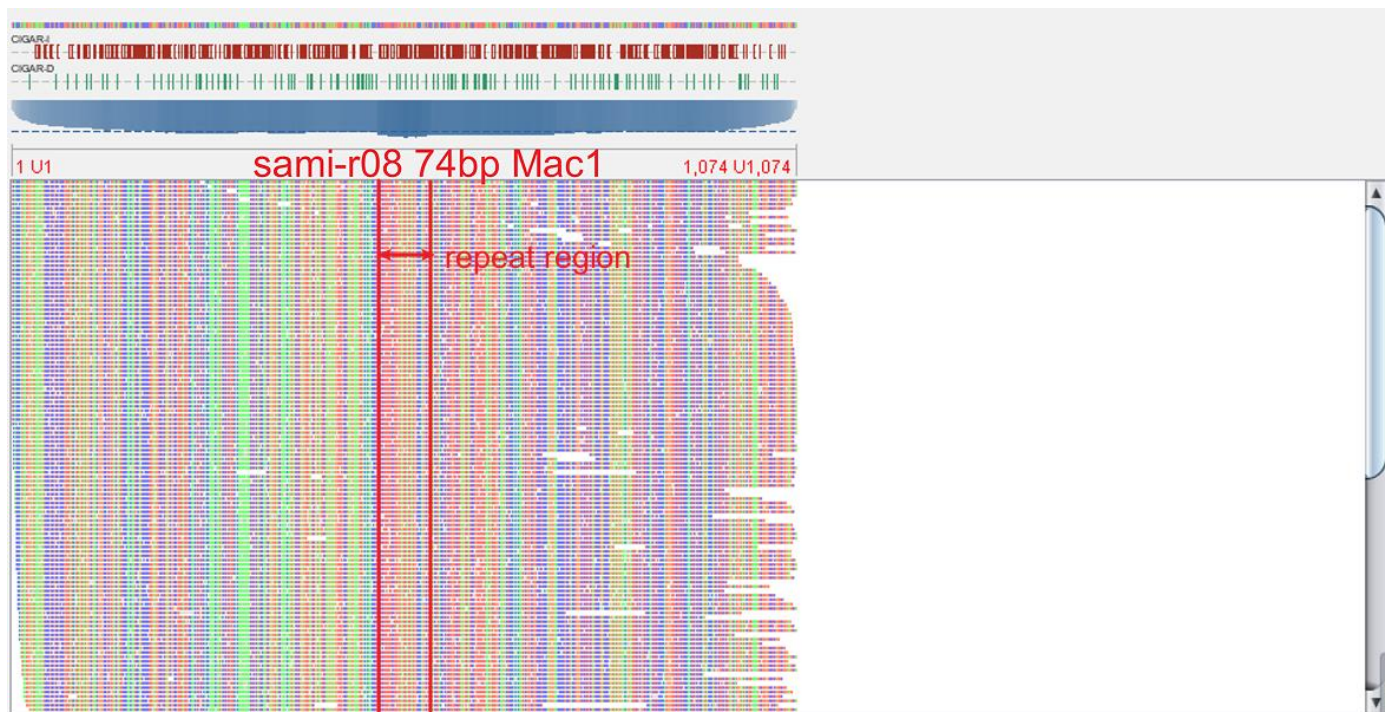 CIGAR-I
CIGAR-D
1 U1
sami-r08 74bp Mac1
1,074 U1,074
repeat region